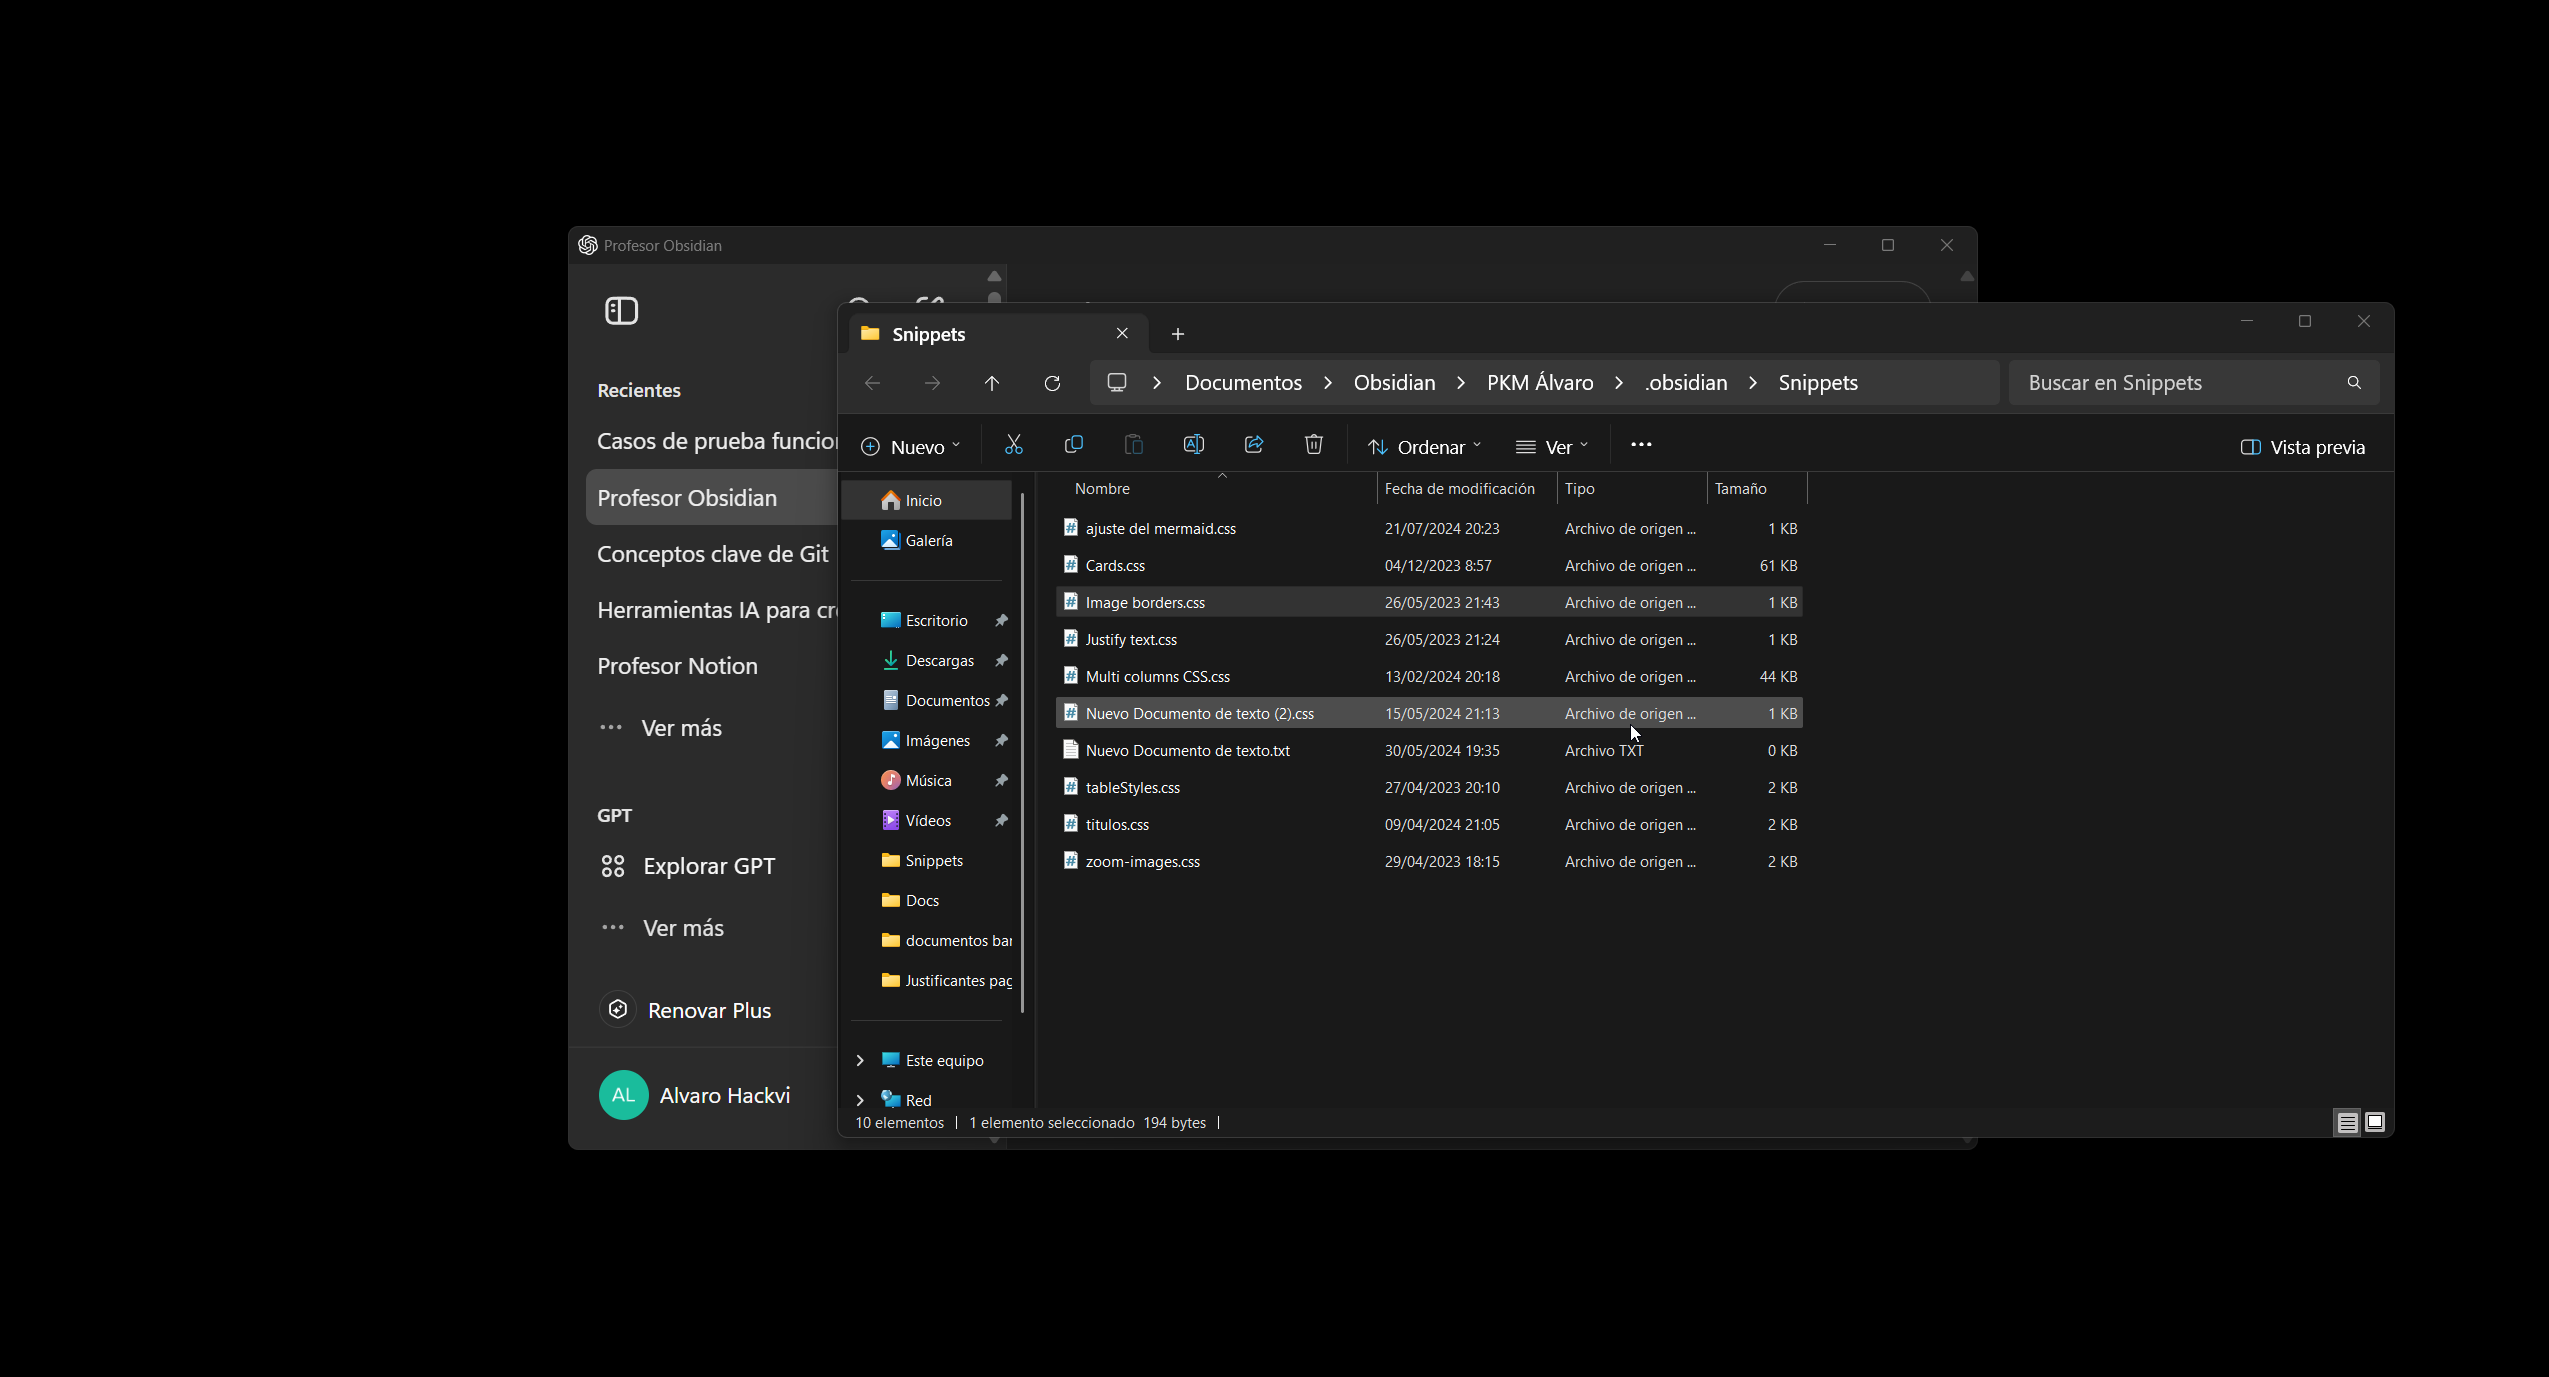 Profesor Obsidian
Recientes
Casos de prueba
Profesor Obsidian
Conceptos clave de Git
Herramientas IA para
Profesor Notion
Ver más
GPT
Explorar GPT
Ver más
Renovar Plus
AL Alvaro Hackvi
Snippets
Documentos > Obsidian > PKM Álvaro > .obsidian > Snippets
Buscar en Snippets
Nuevo
Ordenar
Ver
Vista previa
Inicio
Galería
Escritorio
Descargas
Documentos
Imágenes
Música
Vídeos
Snippets
Docs
documentos
Justificantes
Este equipo
Red
Nombre Fecha de modificación Tipo Tamaño
ajuste del mermaid.css 21/07/2024 20:23 Archivo de origen ... 1 KB
Cards.css 04/12/2023 8:57 Archivo de origen ... 61 KB
Image borders.css 26/05/2023 21:43 Archivo de origen ... 1 KB
Justify text.css 26/05/2023 21:24 Archivo de origen ... 1 KB
Multi columns CSS.css 13/02/2024 20:18 Archivo de origen ... 44 KB
Nuevo Documento de texto (2).css 15/05/2024 21:13 Archivo de origen ... 1 KB
Nuevo Documento de texto.txt 30/05/2024 19:35 Archivo TXT 0 KB
tableStyles.css 27/04/2023 20:10 Archivo de origen ... 2 KB
titulos.css 09/04/2024 21:05 Archivo de origen ... 2 KB
zoom-images.css 29/04/2023 18:15 Archivo de origen ... 2 KB
10 elementos | 1 elemento seleccionado 194 bytes |